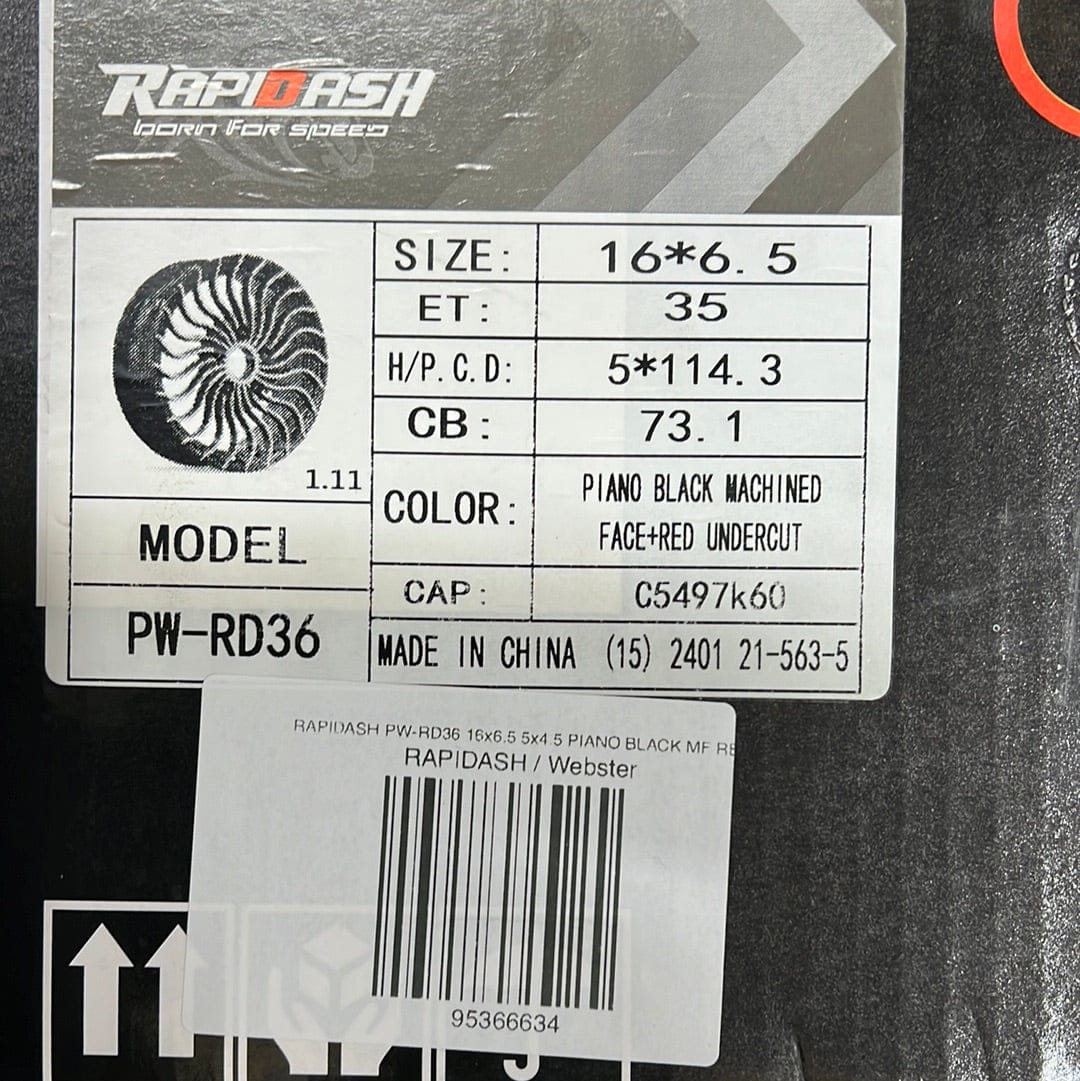 RAPIDASH
BORN FOR SPEED
SIZE: 16*6.5
ET: 35
H/P.C.D: 5*114.3
CB: 73.1
1.11
COLOR: PIANO BLACK MACHINED
FACE+RED UNDERCUT
MODEL
CAP: C5497k60
PW-RD36
MADE IN CHINA (15) 2401 21-563-5
RAPIDASH PW-RD36 16x6.5 5x4.5 PIANO BLACK MF
RAPIDASH / Webster
95366634